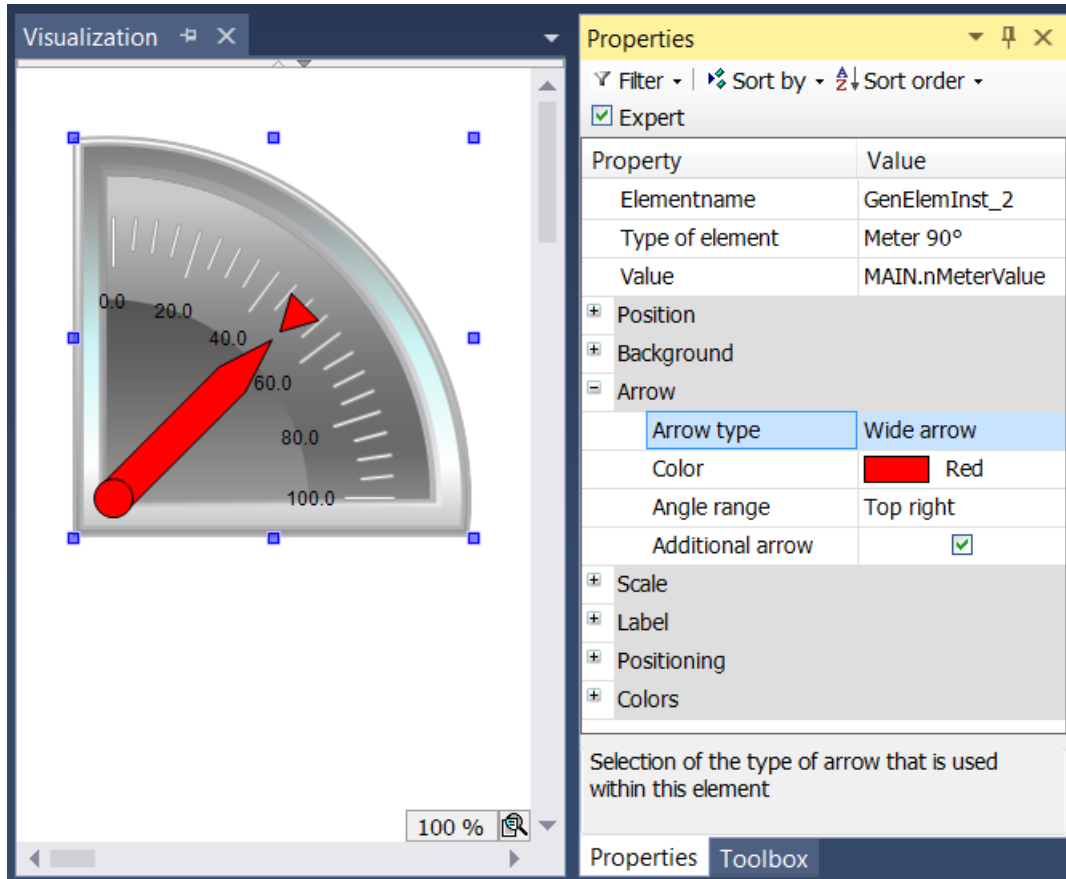 Visualization
0.0
20.0
40.0
60.0
80.0
100.0
100 %
Properties
Filter Sort by Sort order
Expert
Property Value
Elementname GenElemInst_2
Type of element Meter 90°
Value MAIN.nMeterValue
Position
Background
Arrow
Arrow type Wide arrow
Color Red
Angle range Top right
Additional arrow
Scale
Label
Positioning
Colors
Selection of the type of arrow that is used
within this element
Properties Toolbox